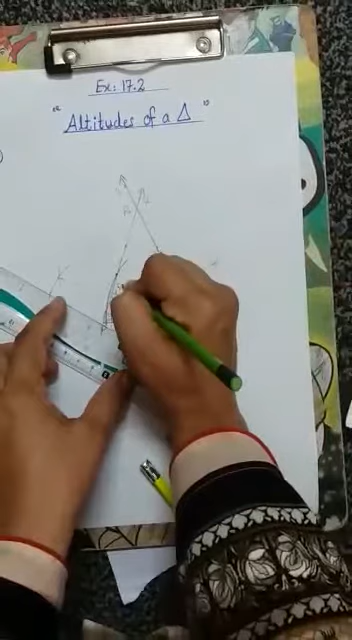 Ex: 17.2
" Altitudes of a Δ "